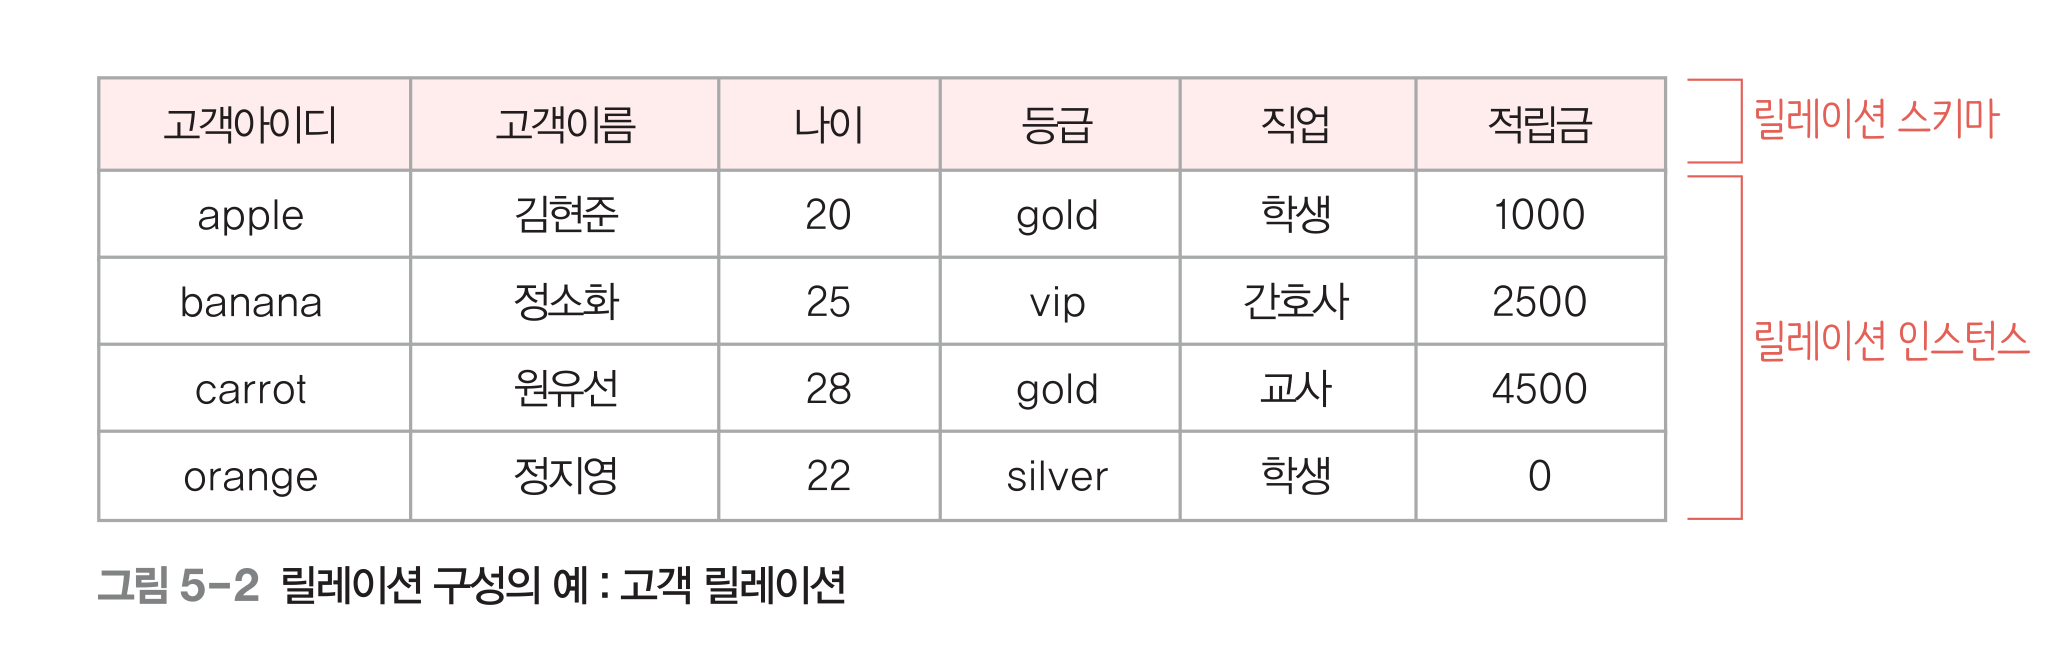 고객아이디 고객이름 나이 등급 직업 적립금 릴레이션 스키마
apple 김현준 20 gold 학생 1000
banana 정소화 25 vip 간호사 2500
릴레이션 인스턴스
carrot 원유선 28 gold 교사 4500
orange 정지영 22 silver 학생 0
그림 5-2 릴레이션 구성의 예 : 고객 릴레이션